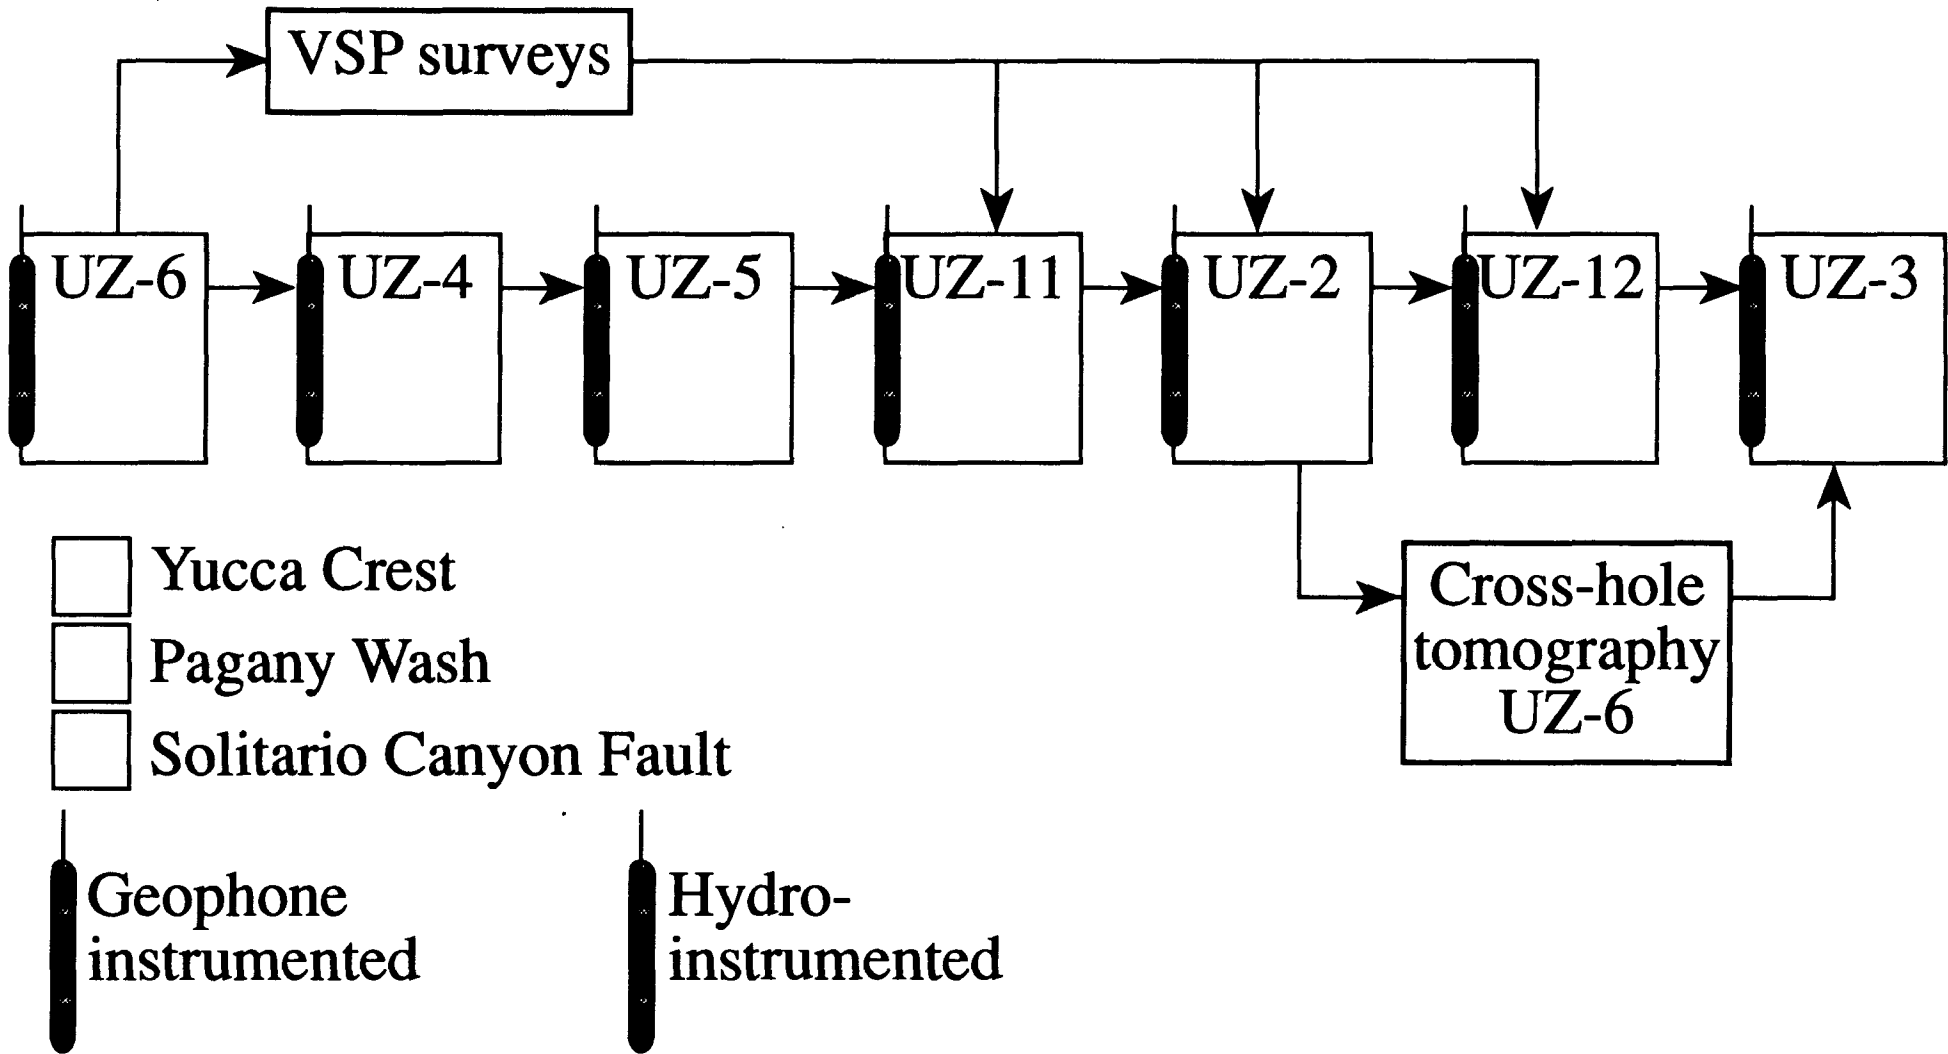 VSP surveys
UZ-6
UZ-4
UZ-5
UZ-11
UZ-2
UZ-12
UZ-3
Cross-hole
tomography
UZ-6
Yucca Crest
Pagany Wash
Solitario Canyon Fault
Geophone
instrumented
Hydro-
instrumented